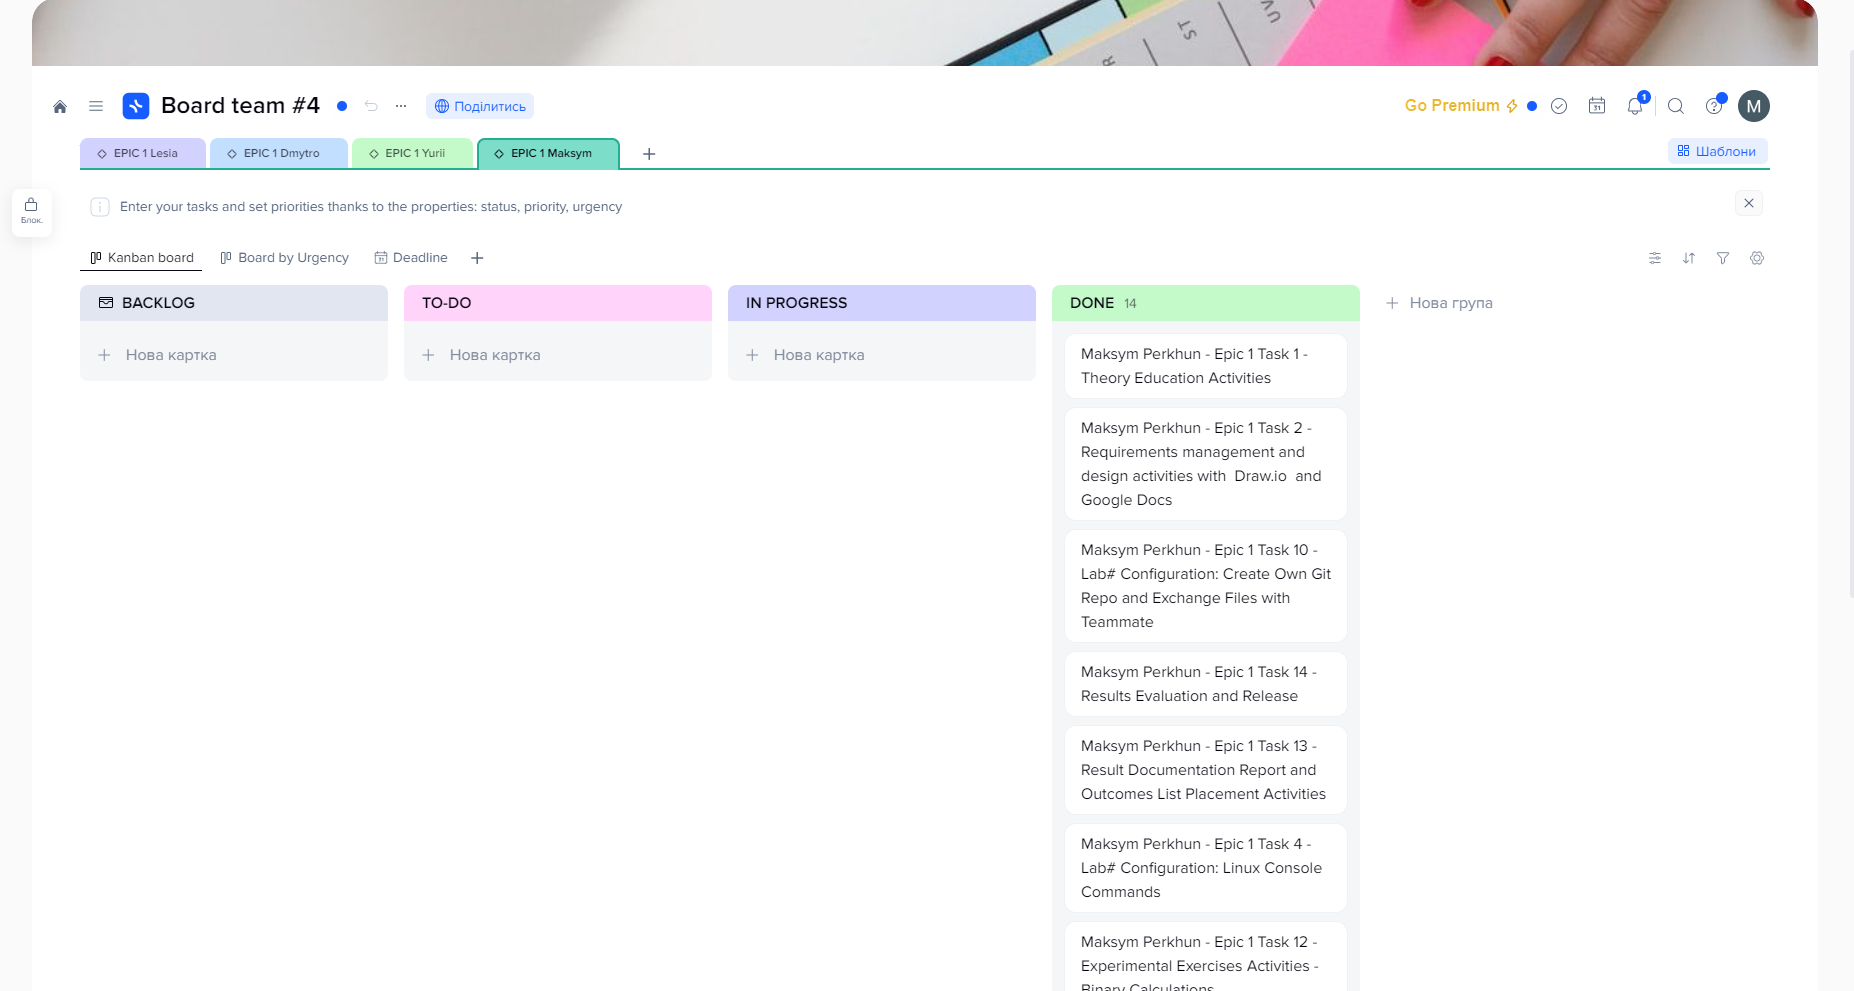 UV
ST
R
Board team #4
Поділитись
Go Premium
31
1
M
EPIC 1 Lesia
EPIC 1 Dmytro
EPIC 1 Yurii
EPIC 1 Maksym
Шаблони
Блок.
Enter your tasks and set priorities thanks to the properties: status, priority, urgency
Kanban board
Board by Urgency
Deadline
BACKLOG
Нова картка
TO-DO
Нова картка
IN PROGRESS
Нова картка
DONE 14
Maksym Perkhun - Epic 1 Task 1 -
Theory Education Activities
Maksym Perkhun - Epic 1 Task 2 -
Requirements management and
design activities with Draw.io and
Google Docs
Maksym Perkhun - Epic 1 Task 10 -
Lab# Configuration: Create Own Git
Repo and Exchange Files with
Teammate
Maksym Perkhun - Epic 1 Task 14 -
Results Evaluation and Release
Maksym Perkhun - Epic 1 Task 13 -
Result Documentation Report and
Outcomes List Placement Activities
Maksym Perkhun - Epic 1 Task 4 -
Lab# Configuration: Linux Console
Commands
Maksym Perkhun - Epic 1 Task 12 -
Experimental Exercises Activities -
Binary Calculations
Нова група